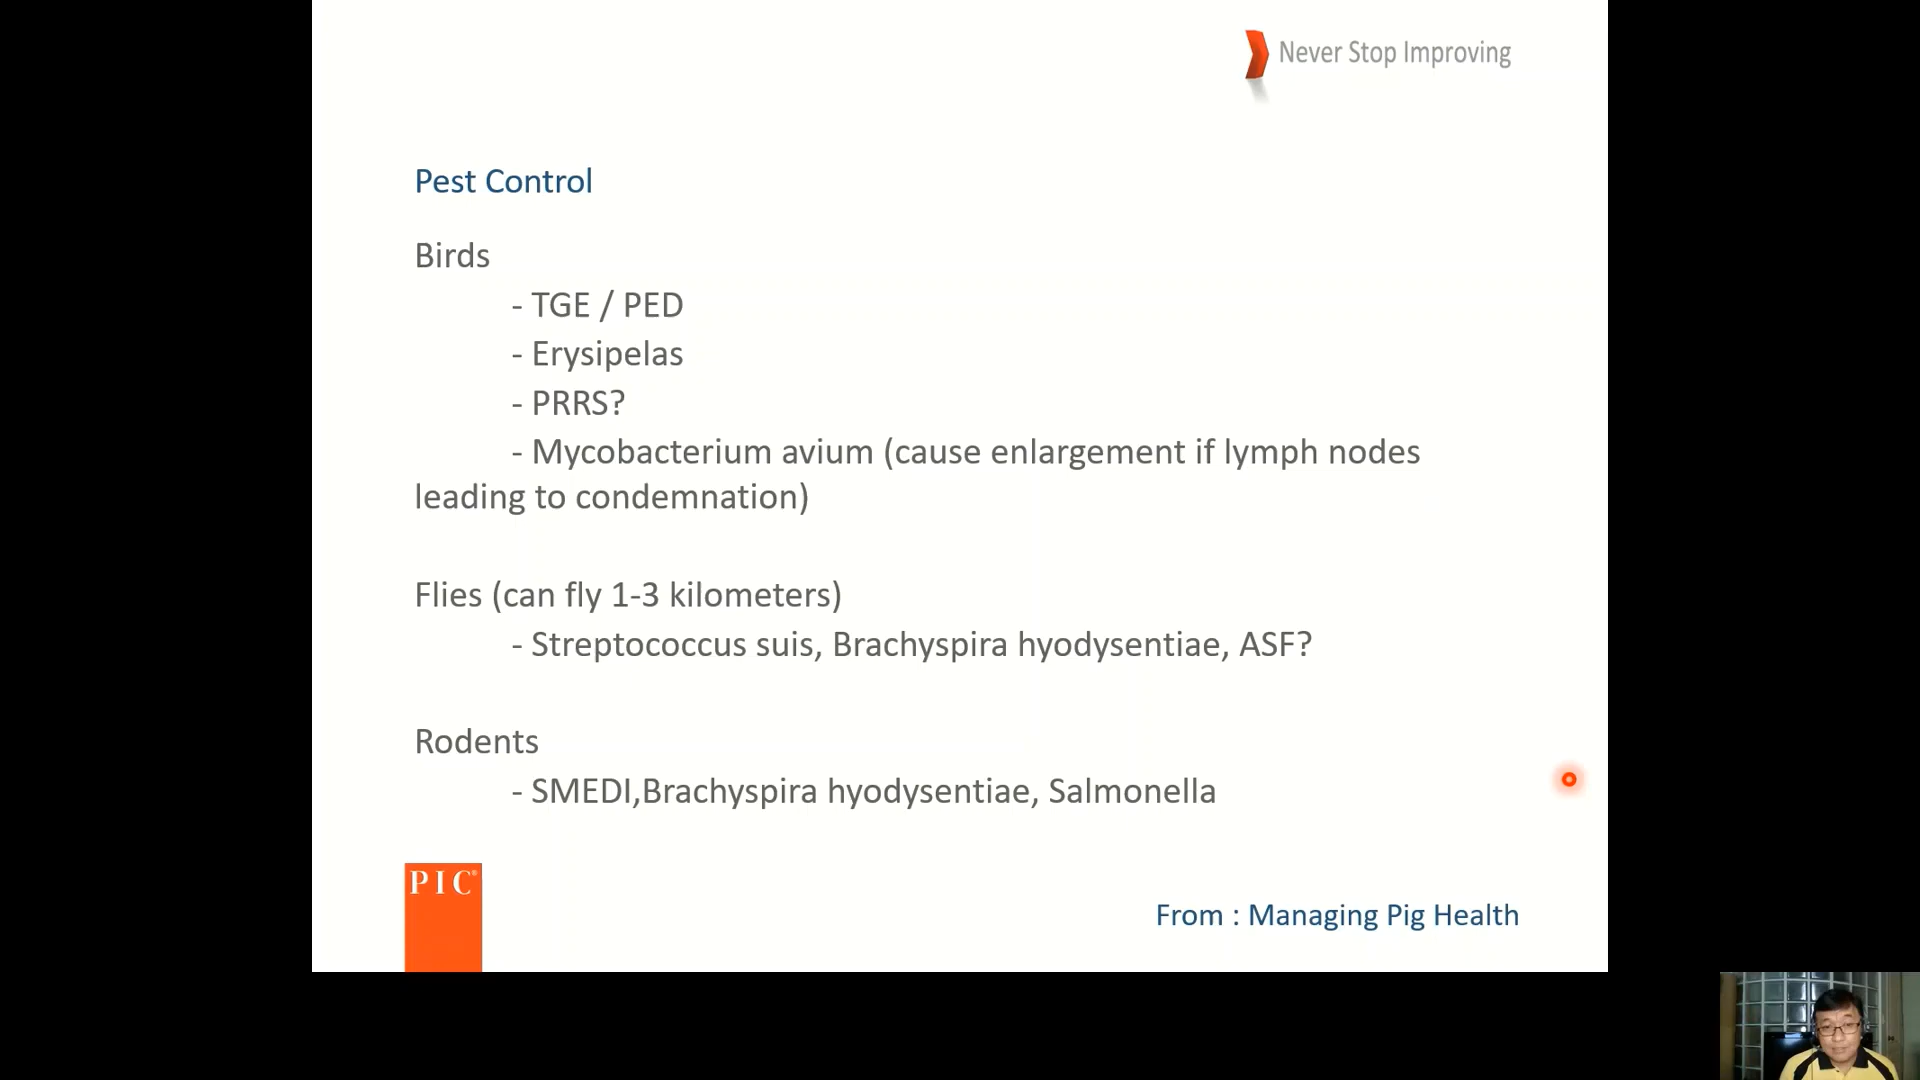 Never Stop Improving
Pest Control
Birds
- TGE / PED
- Erysipelas
- PRRS?
- Mycobacterium avium (cause enlargement if lymph nodes
leading to condemnation)
Flies (can fly 1-3 kilometers)
- Streptococcus suis, Brachyspira hyodysentiae, ASF?
Rodents
- SMEDI,Brachyspira hyodysentiae, Salmonella
PIC®
From : Managing Pig Health